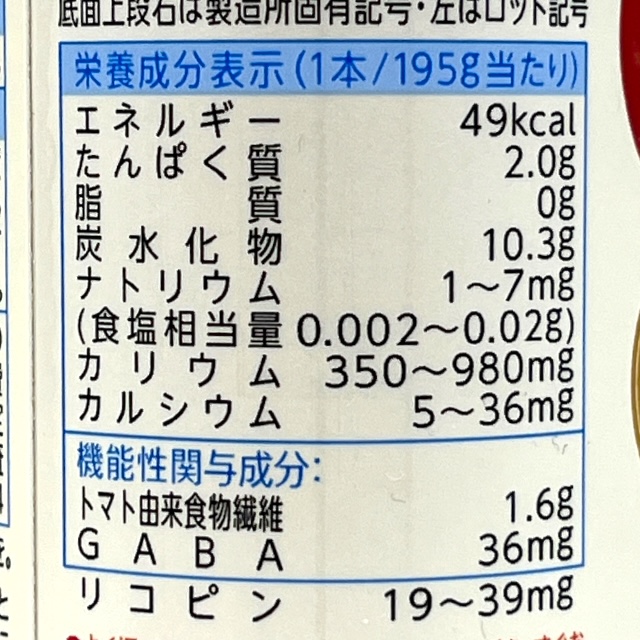 底面上段右は製造所固有記号・左はロット記号
栄養成分表示(1本/195g当たり)
エネルギー 49kcal
たんぱく質 2.0g
脂質 0g
炭水化物 10.3g
ナトリウム 1〜7mg
(食塩相当量 0.002〜0.02g)
カリウム 350〜980mg
カルシウム 5〜36mg
機能性関与成分:
トマト由来食物繊維 1.6g
GABA 36mg
リコピン 19〜39mg